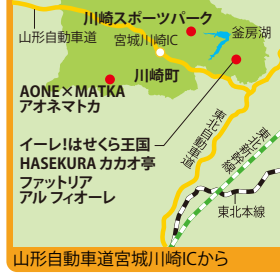 川崎スポーツパーク
山形自動車道
宮城川崎IC
釜房湖
川崎町
AONE×MATKA
アオネマトカ
イーレ!はせくら王国
HASEKURA カカオ亭
ファットリア
アル フィオーレ
東北自動車道
東北新幹線
東北本線
山形自動車道宮城川崎ICから